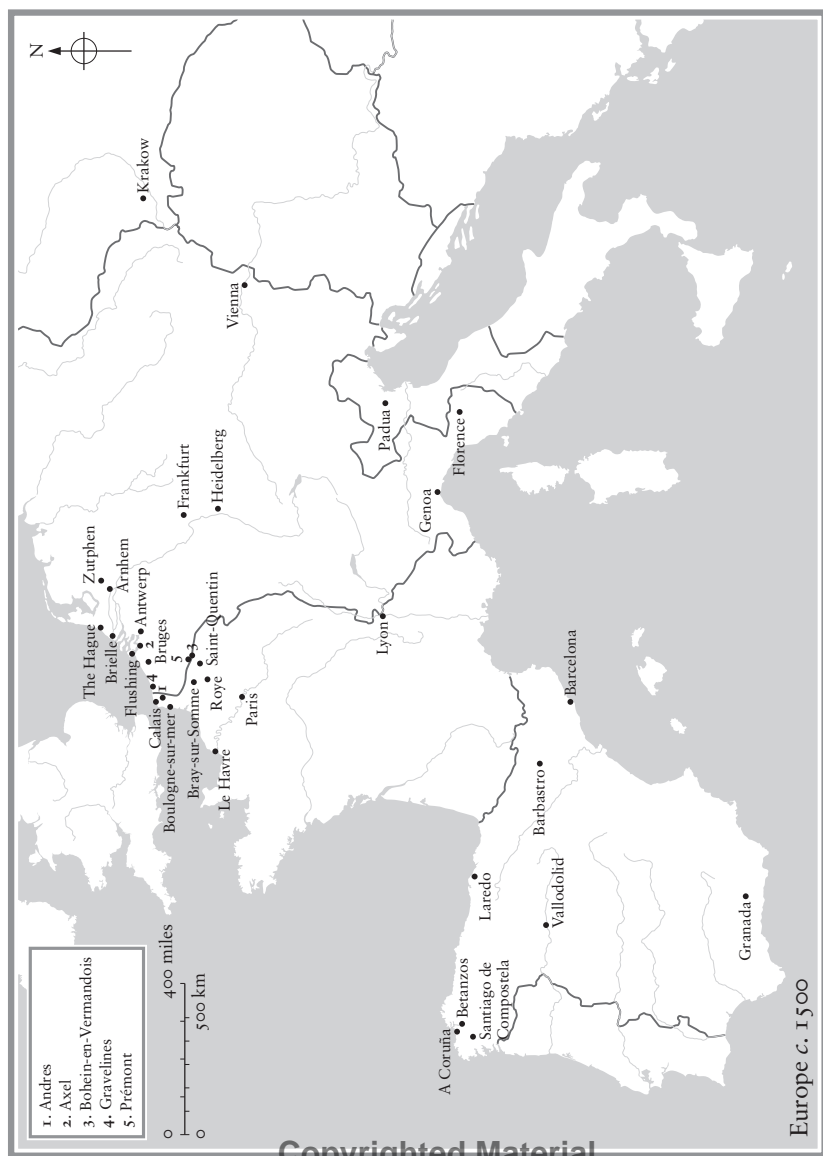 N
1. Andres
2. Axel
3. Bohein-en-Vermandois
4. Gravelines
5. Prémont
0 400 miles
0 500 km
Krakow
Vienna
Frankfurt
Heidelberg
Padua
Florence
Genoa
Zutphen
Arnhem
The Hague
Brielle
Antwerp
Flushing
2
Bruges
4
1
Calais
Boulogne-sur-mer
5
3
Saint-Quentin
Bray-sur-Somme
Roye
Paris
Le Havre
Lyon
Barcelona
Barbastro
Laredo
Valladolid
Granada
A Coruña
Betanzos
Santiago de
Compostela
Europe c. 1500
Copyrighted Material